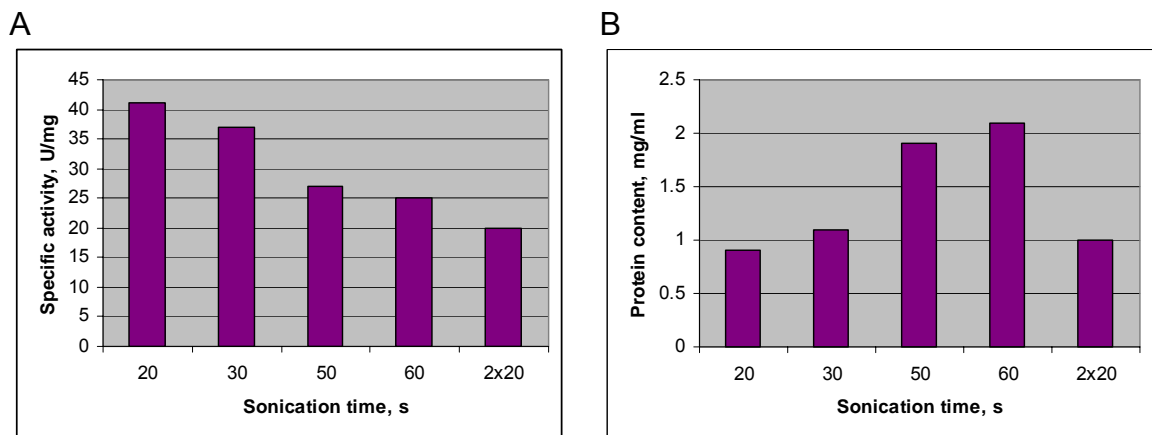 A
Specific activity, U/mg
45
40
35
30
25
20
15
10
5
0
20 30 50 60 2x20
Sonication time, s
B
Protein content, mg/ml
2.5
2
1.5
1
0.5
0
20 30 50 60 2x20
Sonication time, s